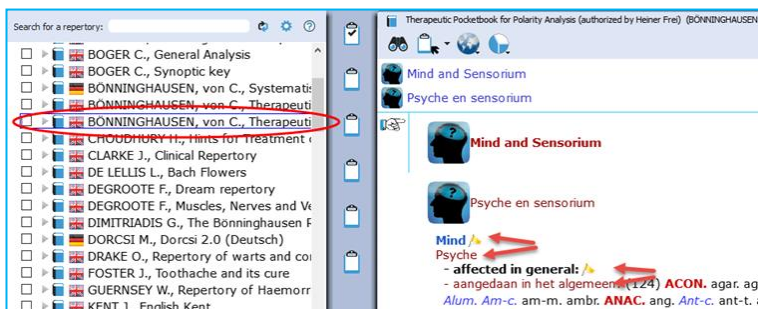 Search for a repertory:
BOGER C., General Analysis
BOGER C., Synoptic key
BÖNNINGHAUSEN, von C., Systematis
BÖNNINGHAUSEN, von C., Therapeuti
BÖNNINGHAUSEN, von C., Therapeuti
CHOUDHURY H., Hints for Treatment
CLARKE J., Clinical Repertory
DE LELLIS L., Bach Flowers
DEGROOTE F., Dream repertory
DEGROOTE F., Muscles, Nerves and Ve
DIMITRIADIS G., The Bönninghausen R
DORCSI M., Dorcsi 2.0 (Deutsch)
DRAKE O., Repertory of warts and con
FOSTER J., Toothache and its cure
GUERNSEY W., Repertory of Haemorr
KENT J., English Kent
Therapeutic Pocketbook for Polarity Analysis (authorized by Heiner Frei) (BÖNNINGHAUSEN
Mind and Sensorium
Psyche en sensorium
Mind and Sensorium
Psyche en sensorium
Mind
Psyche
- affected in general:
- aangedaan in het algemeen: (124) ACON. agar. ag
Alum. Am-c. am-m. ambr. ANAC. ang. Ant-c. ant-t.